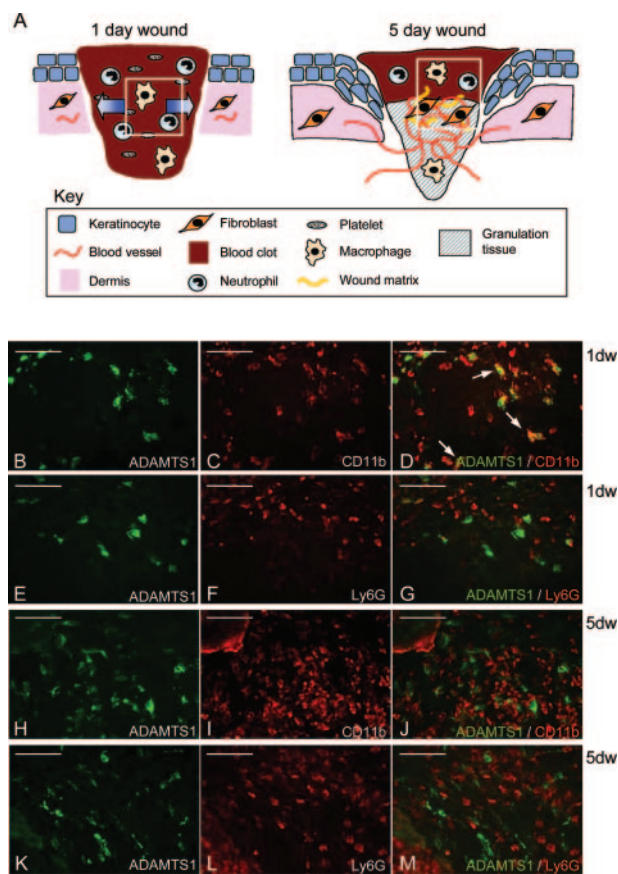 A
1 day wound
5 day wound
Key
Keratinocyte
Fibroblast
Platelet
Granulation
tissue
Blood vessel
Blood clot
Macrophage
Dermis
Neutrophil
Wound matrix
B
ADAMTS1
C
CD11b
D
ADAMTS1 / CD11b
1dw
E
ADAMTS1
F
Ly6G
G
ADAMTS1 / Ly6G
1dw
H
ADAMTS1
I
CD11b
J
ADAMTS1 / CD11b
5dw
K
ADAMTS1
L
Ly6G
M
ADAMTS1 / Ly6G
5dw